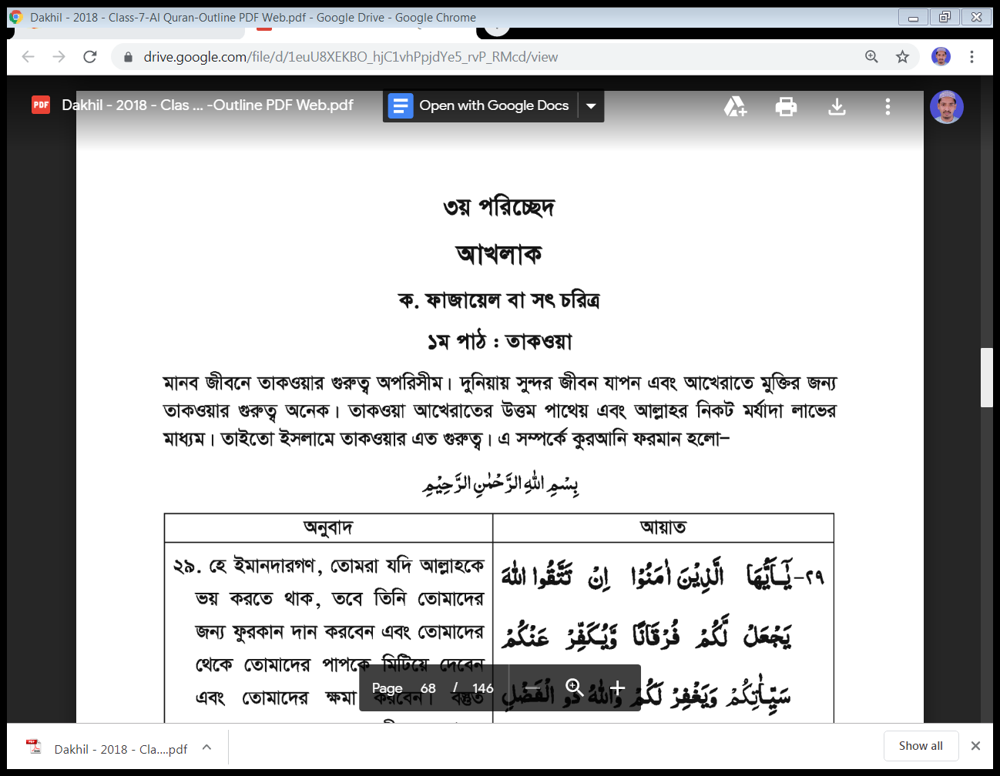 Dakhil - 2018 - Class-7-Al Quran-Outline PDF Web.pdf - Google Drive - Google Chrome
drive.google.com/file/d/1euU8XEKBO_hjC1vhPpjdYe5_rvP_RMcd/view
PDF Dakhil - 2018 - Clas ... -Outline PDF Web.pdf Open with Google Docs
৩য় পরিচ্ছেদ
আখলাক
ক. ফাজায়েল বা সৎ চরিত্র
১ম পাঠ : তাকওয়া
মানব জীবনে তাকওয়ার গুরুত্ব অপরিসীম। দুনিয়ায় সুন্দর জীবন যাপন এবং আখেরাতে মুক্তির জন্য
তাকওয়ার গুরুত্ব অনেক। তাকওয়া আখেরাতের উত্তম পাথেয় এবং আল্লাহর নিকট মর্যাদা লাভের
মাধ্যম। তাইতো ইসলামে তাকওয়ার এত গুরুত্ব। এ সম্পর্কে কুরআনি ফরমান হলো–
بِسْمِ اللهِ الرَّحْمٰنِ الرَّحِيْمِ
অনুবাদ
আয়াত
২৯. হে ইমানদারগণ, তোমরা যদি আল্লাহকে
ভয় করতে থাক, তবে তিনি তোমাদের
জন্য ফুরকান দান করবেন এবং তোমাদের
থেকে তোমাদের পাপকে মিটিয়ে দেবেন
এবং তোমাদের ক্ষমা করবেন। বস্তুত
٢٩- يٰٓاَيُّهَا الَّذِيْنَ اٰمَنُوْا اِنْ تَتَّقُوا اللهَ
يَجْعَلْ لَّكُمْ فُرْقَانًا وَّيُكَفِّرْ عَنْكُمْ
سَيِّاٰتِكُمْ وَيَغْفِرْ لَكُمْ وَاللهُ ذُو الْفَضْلِ
Page 68 / 146
Dakhil - 2018 - Cla....pdf
Show all